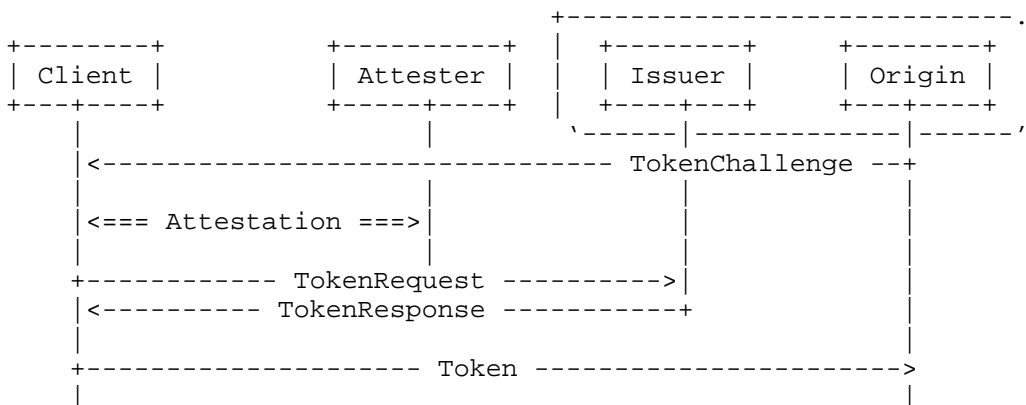 Client Attester Issuer Origin
TokenChallenge
Attestation
TokenRequest
TokenResponse
Token